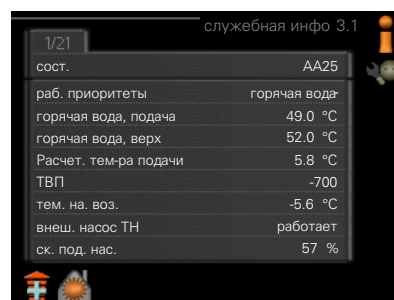 служебная инфо 3.1
1/21
сост. AA25
раб. приоритеты горячая вода-
горячая вода, подача 49.0 °C
горячая вода, верх 52.0 °C
Расчет. тем-ра подачи 5.8 °C
ТВП -700
тем. на. воз. -5.6 °C
внеш. насос ТН работает
ск. под. нас. 57 %